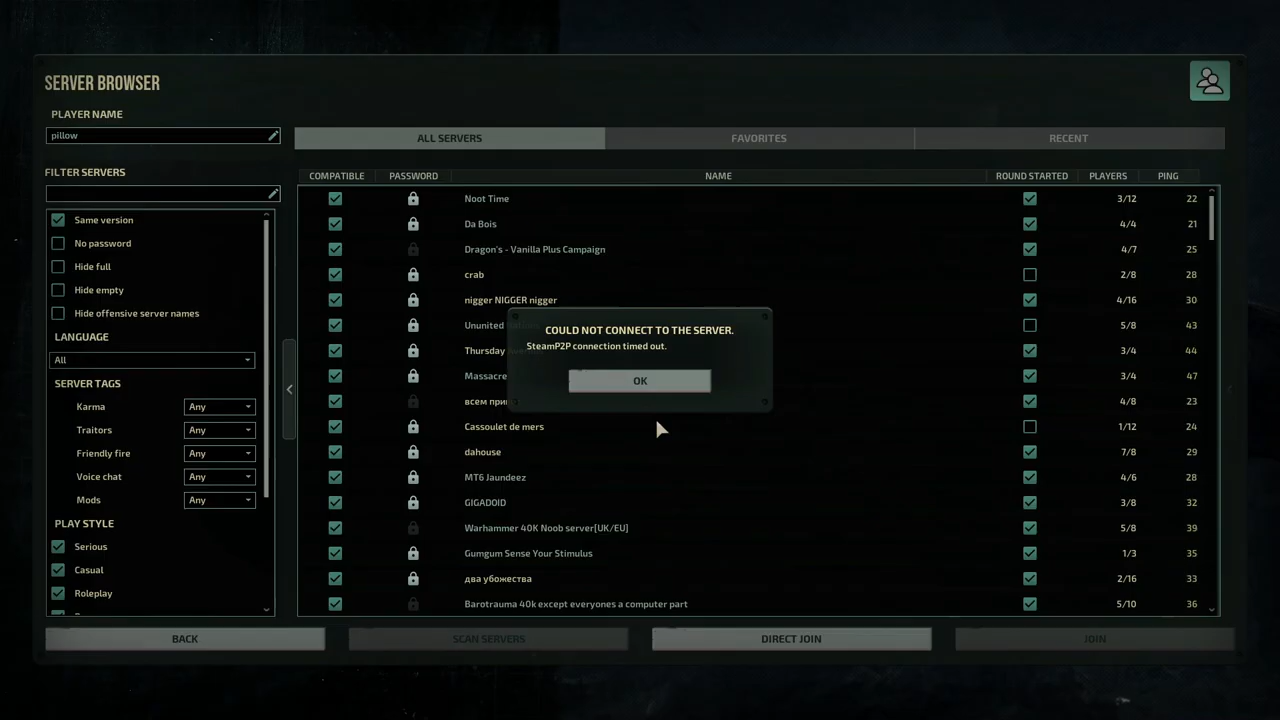 SERVER BROWSER
PLAYER NAME
pillow
ALL SERVERS FAVORITES RECENT
FILTER SERVERS
COMPATIBLE PASSWORD NAME ROUND STARTED PLAYERS PING
Same version
No password
Hide full
Hide empty
Hide offensive server names
LANGUAGE
All
SERVER TAGS
Karma Any
Traitors Any
Friendly fire Any
Voice chat Any
Mods Any
PLAY STYLE
Serious
Casual
Roleplay
Noot Time 3/12 22
Da Bois 4/4 21
Dragon's - Vanilla Plus Campaign 4/7 25
crab 2/8 28
nigger NIGGER nigger 4/16 30
Ununited 5/8 43
Thursday 3/4 44
Massacre 3/4 47
всем 4/8 23
Cassoulet de mers 1/12 24
dahouse 7/8 29
MT6 Jaundeez 4/6 28
GIGADOID 3/8 32
Warhammer 40K Noob server[UK/EU] 5/8 39
Gumgum Sense Your Stimulus 1/3 35
два убожества 2/16 33
Barotrauma 40k except everyones a computer part 5/10 36
COULD NOT CONNECT TO THE SERVER.
SteamP2P connection timed out.
OK
BACK SCAN SERVERS DIRECT JOIN JOIN